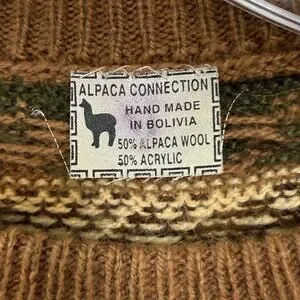 ALPACA CONNECTION
HAND MADE
IN BOLIVIA
50% ALPACA WOOL
50% ACRYLIC